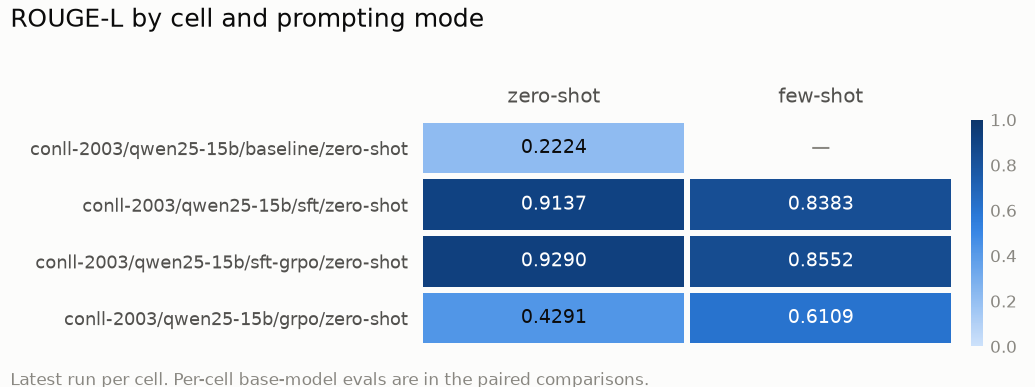 ROUGE-L by cell and prompting mode
zero-shot few-shot
conll-2003/qwen25-15b/baseline/zero-shot 0.2224 — 1.0
0.8
conll-2003/qwen25-15b/sft/zero-shot 0.9137 0.8383
0.6
conll-2003/qwen25-15b/sft-grpo/zero-shot 0.9290 0.8552
0.4
0.2
conll-2003/qwen25-15b/grpo/zero-shot 0.4291 0.6109
0.0
Latest run per cell. Per-cell base-model evals are in the paired comparisons.